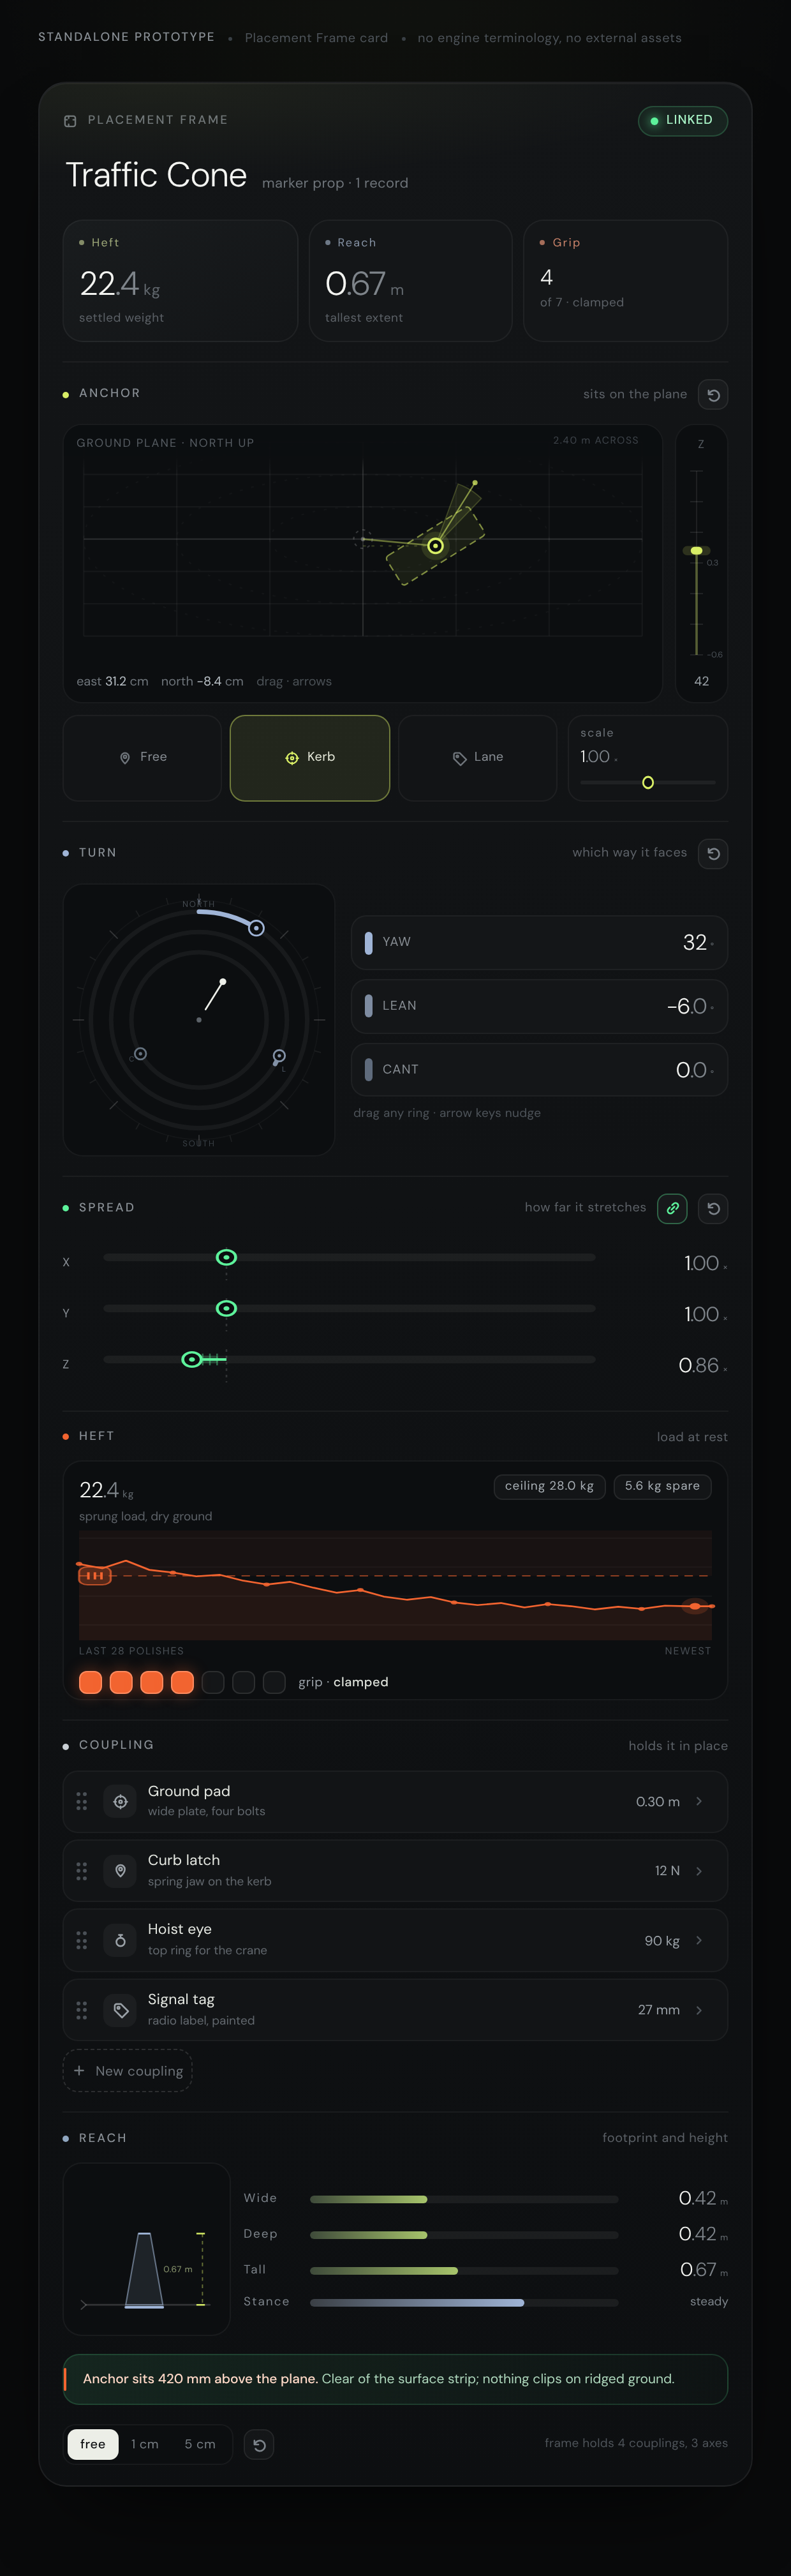 STANDALONE PROTOTYPE • Placement Frame card • no engine terminology, no external assets
PLACEMENT FRAME
LINKED
Traffic Cone marker prop · 1 record
Heft
22.4 kg
settled weight
Reach
0.67 m
tallest extent
Grip
4
of 7 · clamped
ANCHOR
sits on the plane
GROUND PLANE · NORTH UP
2.40 m ACROSS
Z
0.3
−0.6
42
east 31.2 cm north −8.4 cm drag · arrows
Free
Kerb
Lane
scale
1.00
TURN
which way it faces
NORTH
SOUTH
C
L
YAW 32
LEAN −6.0
CANT 0.0
drag any ring · arrow keys nudge
SPREAD
how far it stretches
X 1.00
Y 1.00
Z 0.86
HEFT
load at rest
22.4 kg
ceiling 28.0 kg
5.6 kg spare
sprung load, dry ground
LAST 28 POLISHES
NEWEST
grip · clamped
COUPLING
holds it in place
Ground pad
wide plate, four bolts
0.30 m
Curb latch
spring jaw on the kerb
12 N
Hoist eye
top ring for the crane
90 kg
Signal tag
radio label, painted
27 mm
+ New coupling
REACH
footprint and height
0.67 m
Wide 0.42 m
Deep 0.42 m
Tall 0.67 m
Stance steady
Anchor sits 420 mm above the plane. Clear of the surface strip; nothing clips on ridged ground.
free 1 cm 5 cm
frame holds 4 couplings, 3 axes